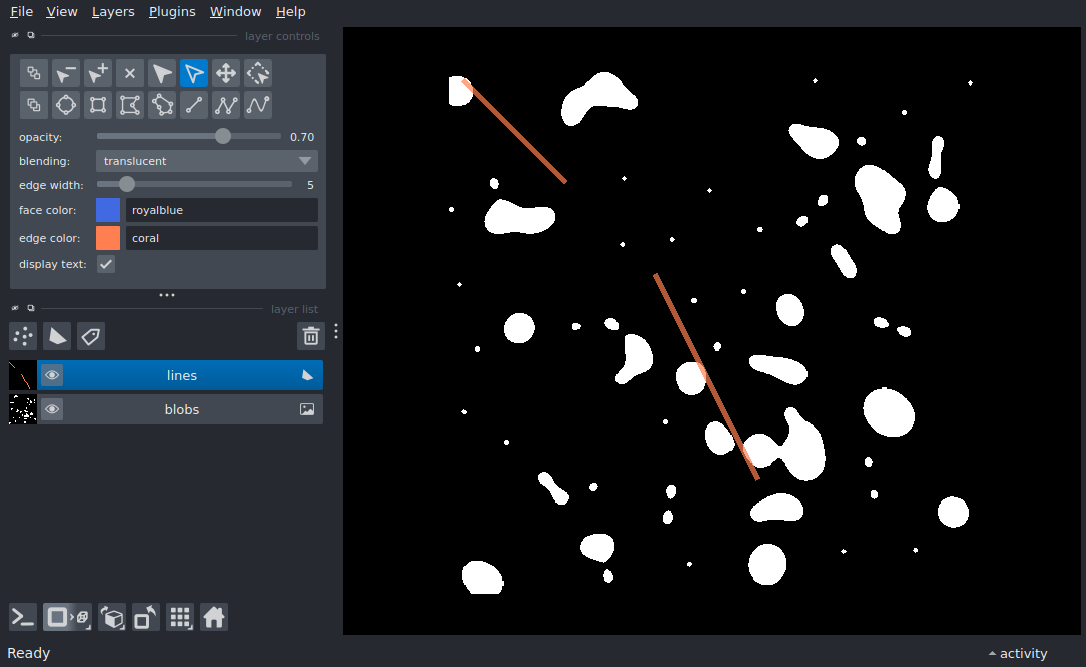 File View Layers Plugins Window Help
layer controls
opacity: 0.70
blending: translucent
edge width: 5
face color: royalblue
edge color: coral
display text:
layer list
lines
blobs
Ready
activity